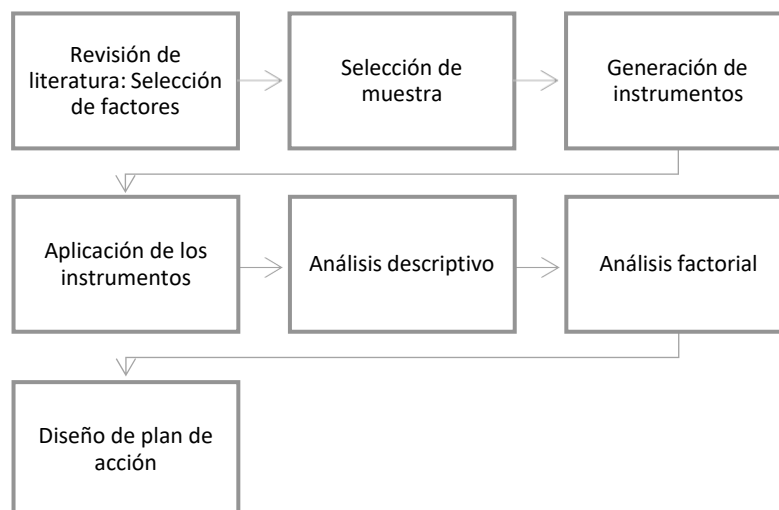 Revisión de
literatura: Selección
de factores
Selección de
muestra
Generación de
instrumentos
Aplicación de los
instrumentos
Análisis descriptivo
Análisis factorial
Diseño de plan de
acción